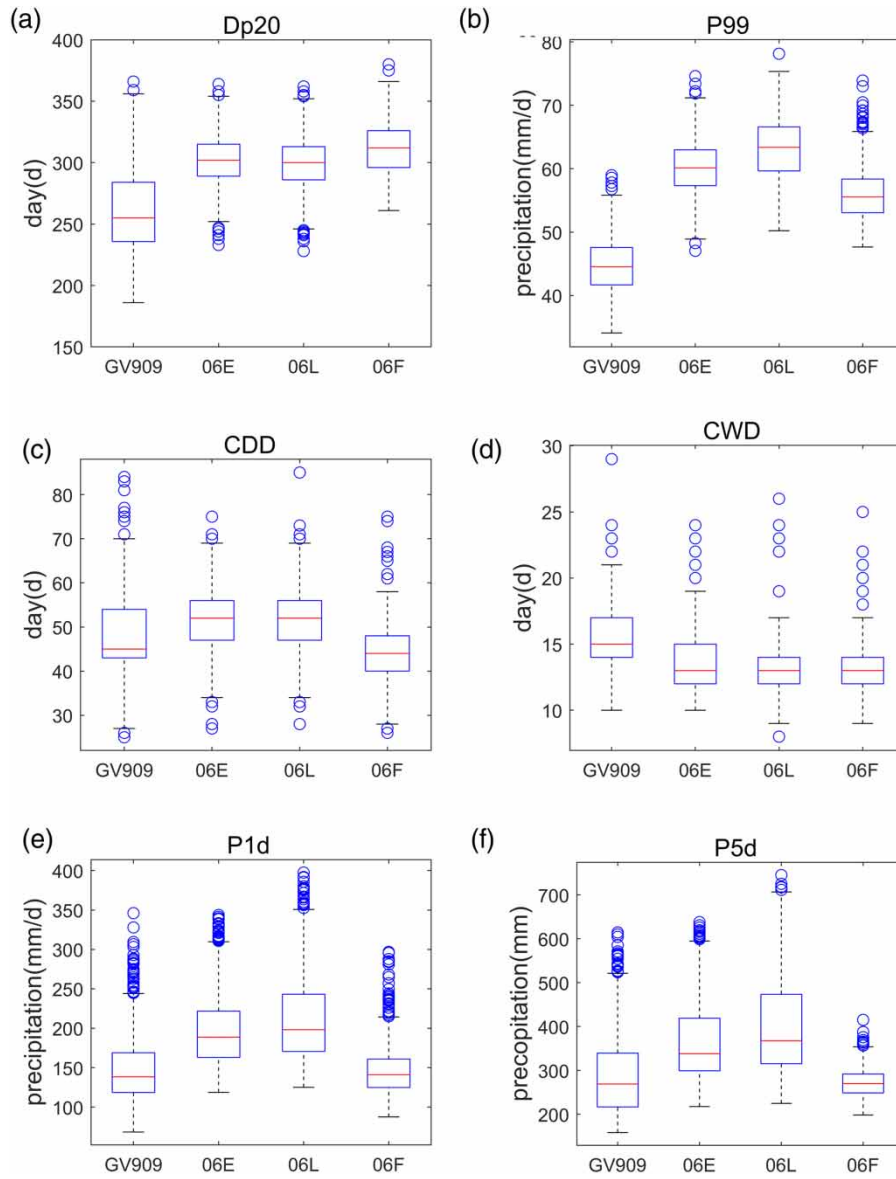 (a)
Dp20
400
350
300
250
200
150
day(d)
GV909 06E 06L 06F
(b)
P99
80
70
60
50
40
precipitation(mm/d)
GV909 06E 06L 06F
(c)
CDD
80
70
60
50
40
30
day(d)
GV909 06E 06L 06F
(d)
CWD
30
25
20
15
10
day(d)
GV909 06E 06L 06F
(e)
P1d
400
350
300
250
200
150
100
precipitation(mm/d)
GV909 06E 06L 06F
(f)
P5d
700
600
500
400
300
200
precopitation(mm)
GV909 06E 06L 06F